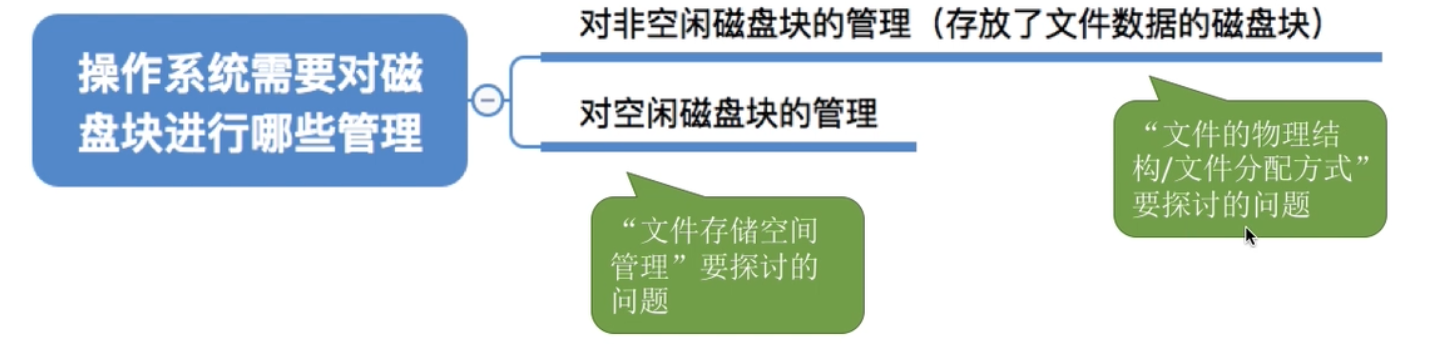 操作系统需要对磁
盘块进行哪些管理
对非空闲磁盘块的管理（存放了文件数据的磁盘块）
对空闲磁盘块的管理
“文件的物理结
构/文件分配方式”
要探讨的问题
“文件存储空间
管理”要探讨的
问题